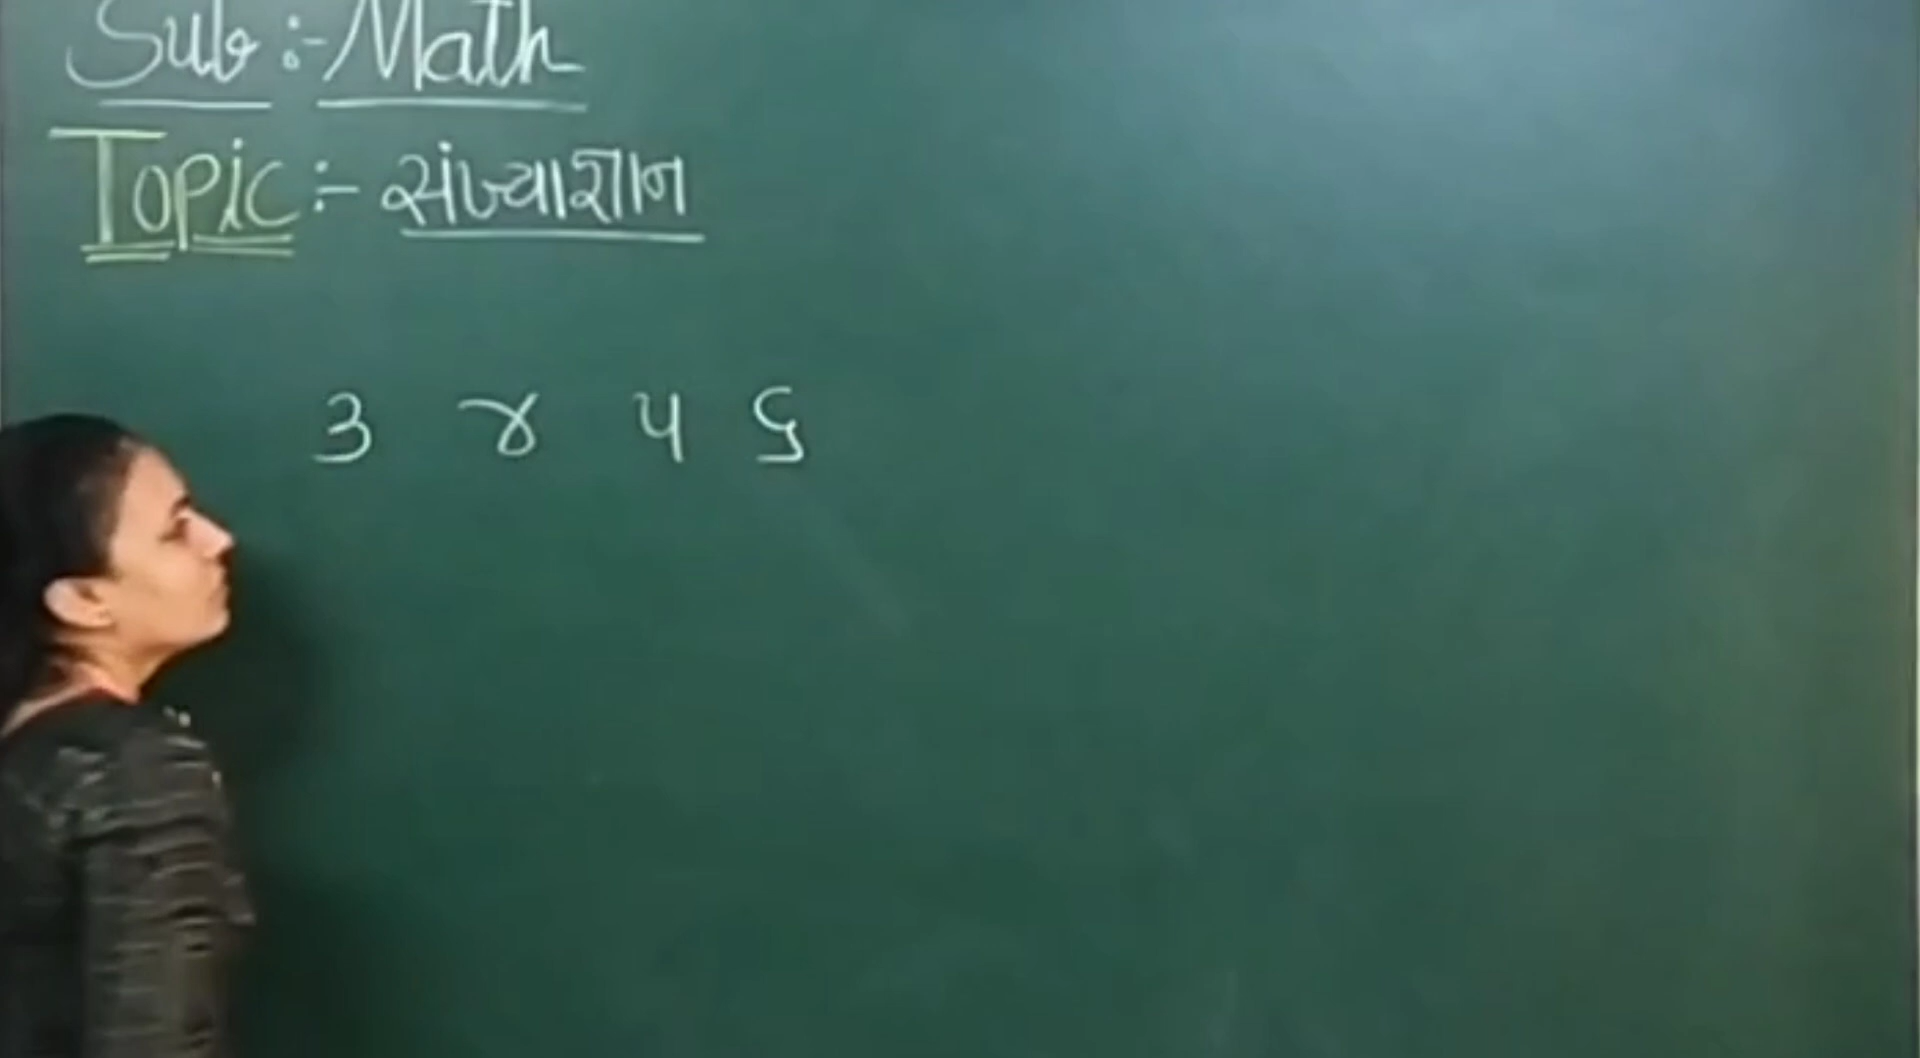 Sub :- Math
Topic :- સંખ્યાજ્ઞાન
૩ ૪ ૫ ૬